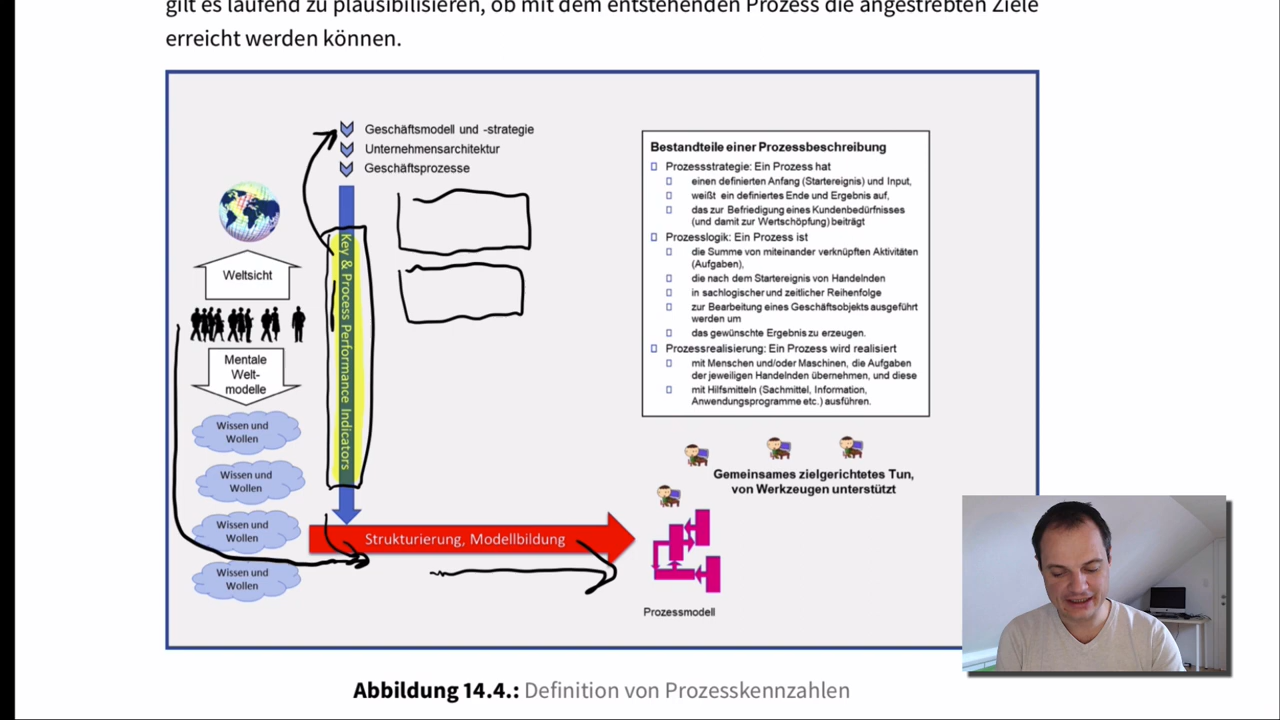 gilt es laufend zu plausibilisieren, ob mit dem entstehenden Prozess die angestrebten Ziele
erreicht werden können.
Geschäftsmodell und -strategie
Unternehmensarchitektur
Geschäftsprozesse
Key & Process Performance Indicators
Weltsicht
Mentale
Welt-
modelle
Wissen und
Wollen
Wissen und
Wollen
Wissen und
Wollen
Wissen und
Wollen
Strukturierung, Modellbildung
Bestandteile einer Prozessbeschreibung
Prozessstrategie: Ein Prozess hat
einen definierten Anfang (Startereignis) und Input,
weißt ein definiertes Ende und Ergebnis auf,
das zur Befriedigung eines Kundenbedürfnisses
(und damit zur Wertschöpfung) beiträgt
Prozesslogik: Ein Prozess ist
die Summe von miteinander verknüpften Aktivitäten
(Aufgaben),
die nach dem Startereignis von Handelnden
in sachlogischer und zeitlicher Reihenfolge
zur Bearbeitung eines Geschäftsobjekts ausgeführt
werden um
das gewünschte Ergebnis zu erzeugen.
Prozessrealisierung: Ein Prozess wird realisiert
mit Menschen und/oder Maschinen, die Aufgaben
der jeweiligen Handelnden übernehmen, und diese
mit Hilfsmitteln (Sachmittel, Information,
Anwendungsprogramme etc.) ausführen.
Gemeinsames zielgerichtetes Tun,
von Werkzeugen unterstützt
Prozessmodell
Abbildung 14.4.: Definition von Prozesskennzahlen